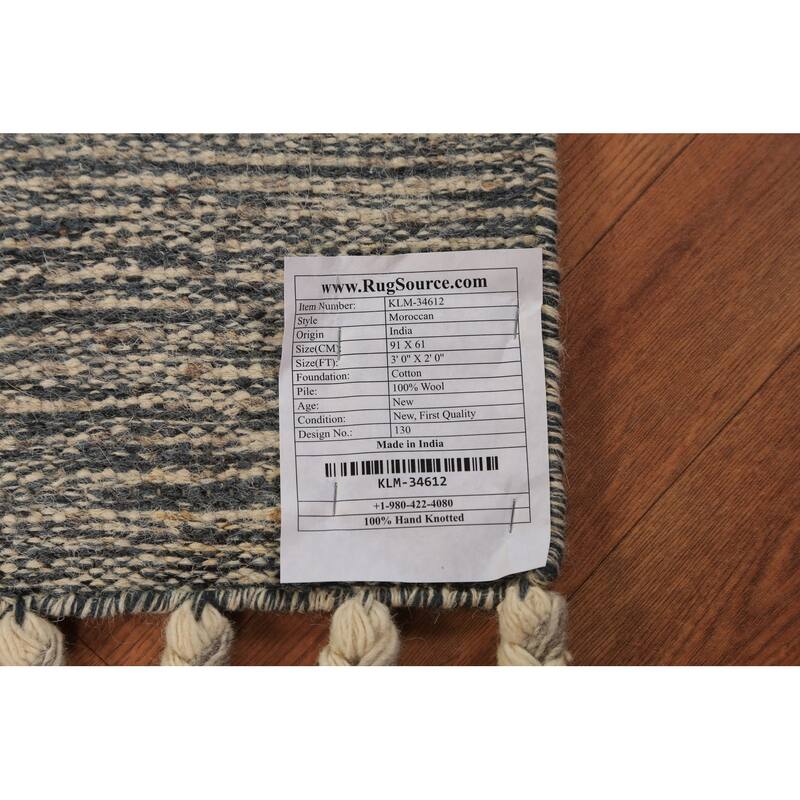 www.RugSource.com
Item Number: KLM-34612
Style Moroccan
Origin India
Size(CM) 91 X 61
Size(FT): 3' 0" X 2' 0"
Foundation: Cotton
Pile: 100% Wool
Age: New
Condition: New, First Quality
Design No.: 130
Made in India
KLM-34612
+1-980-422-4080
100% Hand Knotted